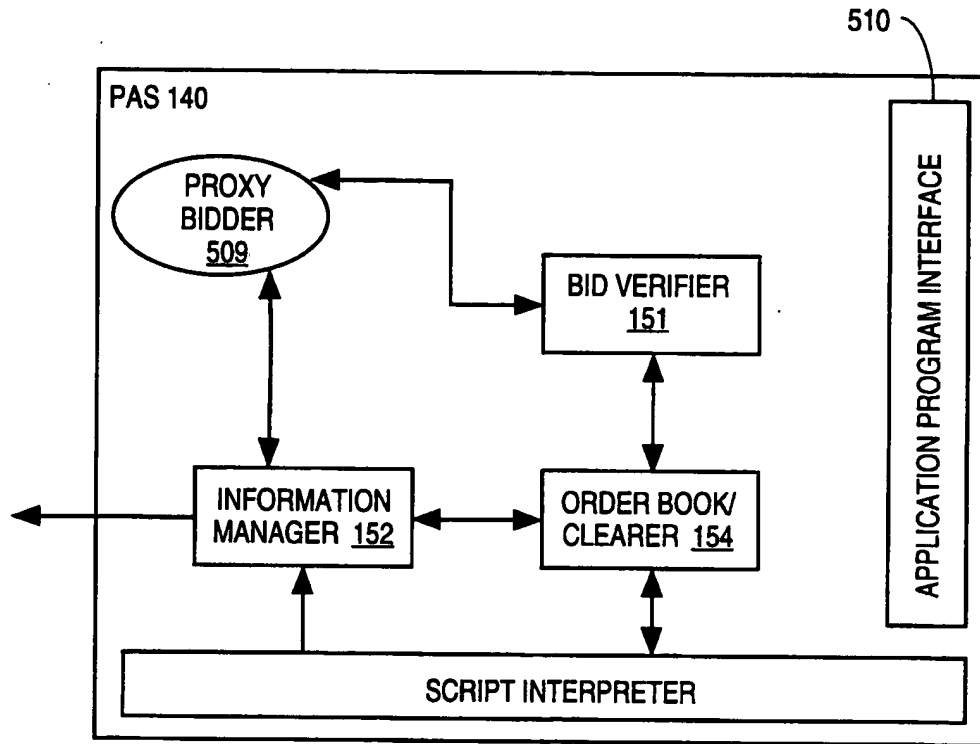 510
PAS 140
APPLICATION PROGRAM INTERFACE
PROXY
BIDDER
509
BID VERIFIER
151
INFORMATION
MANAGER 152
ORDER BOOK/
CLEARER 154
SCRIPT INTERPRETER